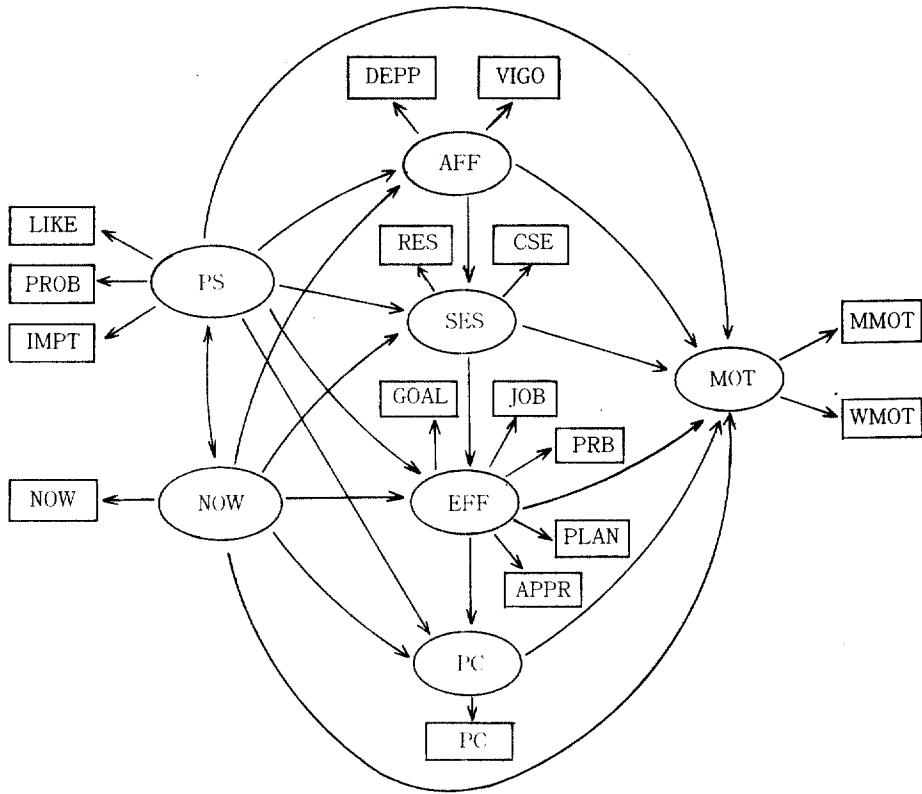 DEPP VIGO
AFF
LIKE
RES CSE
PROB
PS
IMPT
SES
MMOT
MOT
GOAL JOB
WMOT
PRB
NOW
NOW
EFF
PLAN
APPR
PC
PC